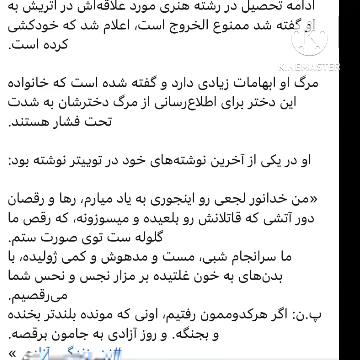 ادامه تحصیل در رشته هنری مورد علاقه‌اش در اتریش به
او گفته شد ممنوع الخروج است، اعلام شد که خودکشی
کرده است.
KINEMASTER
مرگ او ابهامات زیادی دارد و گفته شده است که خانواده
این دختر برای اطلاع‌رسانی از مرگ دخترشان به شدت
تحت فشار هستند.
او در یکی از آخرین نوشته‌های خود در توییتر نوشته بود:
«من خدانور لجعی رو اینجوری به یاد میارم، رها و رقصان
دور آتشی که قاتلانش رو بلعیده و میسوزونه، که رقص ما
گلوله ست توی صورت ستم.
ما سرانجام شبی، مست و مدهوش و کمی ژولیده، با
بدن‌های به خون غلتیده بر مزار نجس و نحس شما
می‌رقصیم.
پ.ن: اگر هرکدوممون رفتیم، اونی که مونده بلندتر بخنده
و بجنگه. و روز آزادی به جامون برقصه.
#زن_زندگی_آزادی »